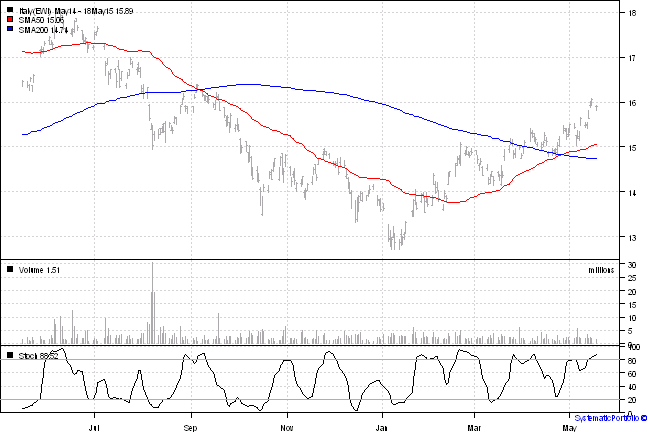 Italy(EWI) May14 - 18May15 15.89
SMA50 15.06
SMA200 14.74
18
17
16
15
14
13
Volume 1.51
millions
30
25
20
15
10
5
0
Stoch 88.52
100
80
60
40
20
0
Jul
Sep
Nov
Jan
Mar
May
SystematicPortfolio ©